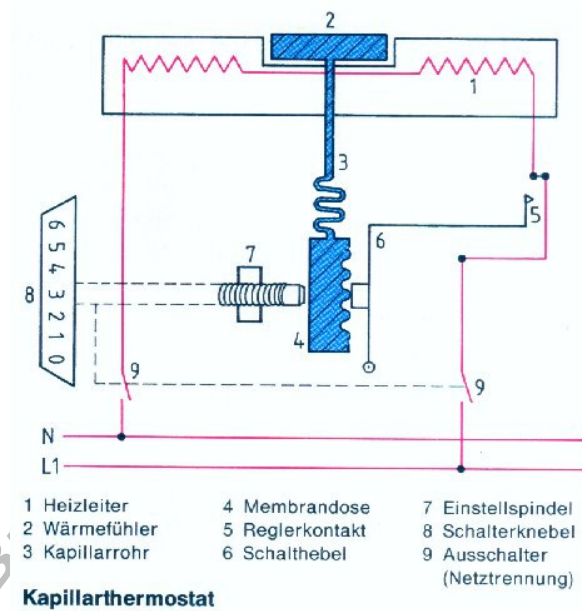 2
1
3
6
5
7
6 5 4 3 2 1 0
8
4
9
9
N
L1
1 Heizleiter
2 Wärmefühler
3 Kapillarrohr
4 Membrandose
5 Reglerkontakt
6 Schalthebel
7 Einstellspindel
8 Schalterknebel
9 Ausschalter
(Netztrennung)
Kapillarthermostat